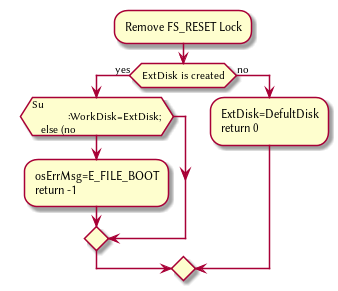 Remove FS_RESET Lock
yes
ExtDisk is created
no
Su
:WorkDisk=ExtDisk;
else (no
ExtDisk=DefultDisk
return 0
osErrMsg=E_FILE_BOOT
return -1